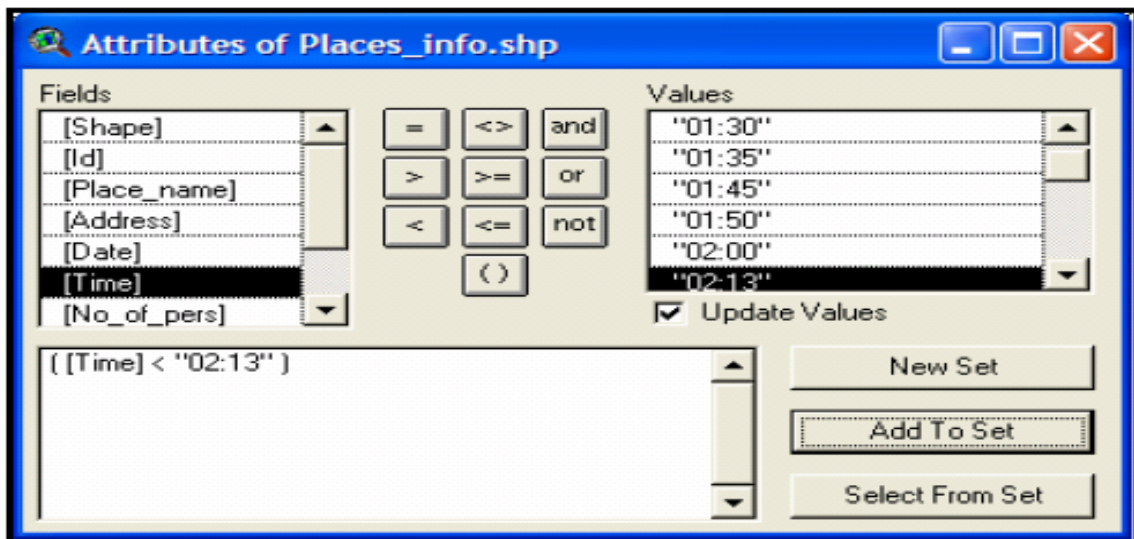 Attributes of Places_info.shp
Fields
[Shape]
[Id]
[Place_name]
[Address]
[Date]
[Time]
[No_of_pers]
= <> and
> >= or
< <= not
( )
Values
"01:30"
"01:35"
"01:45"
"01:50"
"02:00"
"02:13"
Update Values
( [Time] < "02:13" )
New Set
Add To Set
Select From Set